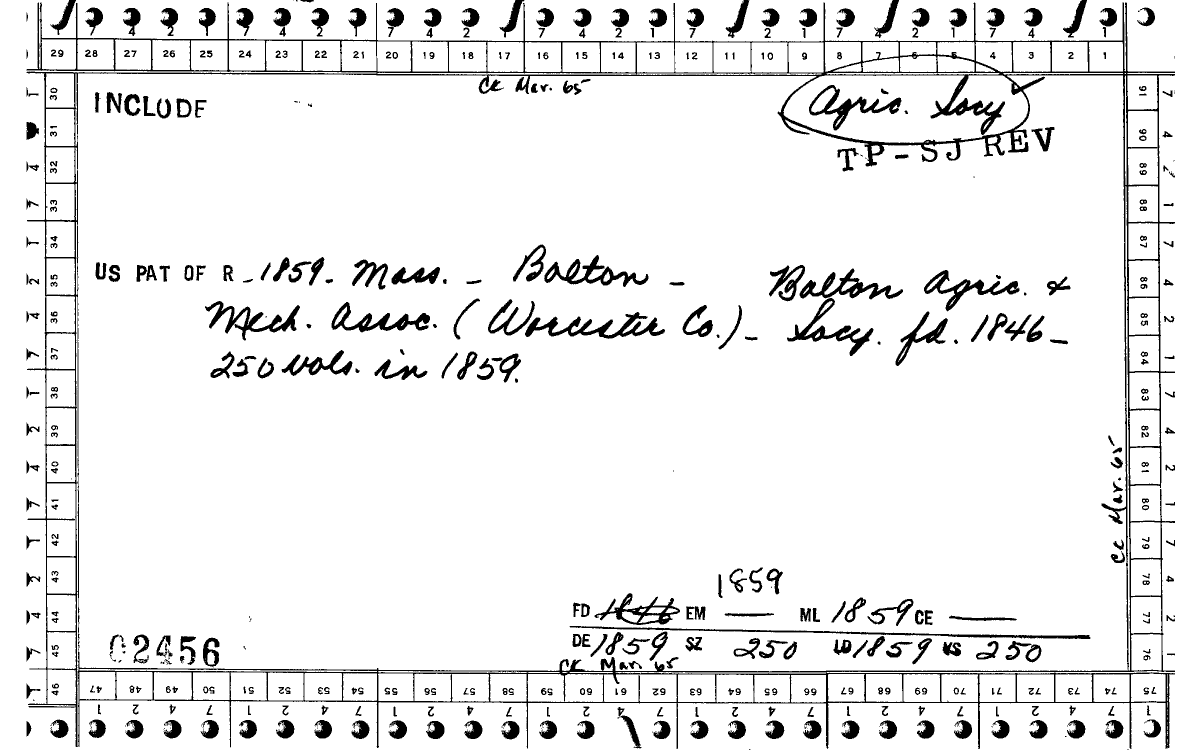 7 4 2 1 7 4 2 1 7 4 2 1 7 4 2 1 7 4 2 1 7 4 2 1 7 4 2 1
29 28 27 26 25 24 23 22 21 20 19 18 17 16 15 14 13 12 11 10 9 8 7 6 5 4 3 2 1
CK Mar. 65
INCLUDE
Agric. Socy
TP-SJ REV
US PAT OF R - 1859 - Mass. - Bolton - Bolton Agric. &
Mech. Assoc. (Worcester Co.) - Socy. fd. 1846 -
250 vols. in 1859.
30 31 32 33 34 35 36 37 38 39 40 41 42 43 44 45 46
91 90 89 88 87 86 85 84 83 82 81 80 79 78 77 76
CK Mar. 65
1859
FD 1846 EM — ML 1859 CE —
DE 1859 SZ 250 LD 1859 VS 250
CK Mar. 65
02456
47 48 49 50 51 52 53 54 55 56 57 58 59 60 61 62 63 64 65 66 67 68 69 70 71 72 73 74 75
1 2 4 7 1 2 4 7 1 2 4 7 1 2 4 7 1 2 4 7 1 2 4 7 1 2 4 7 1